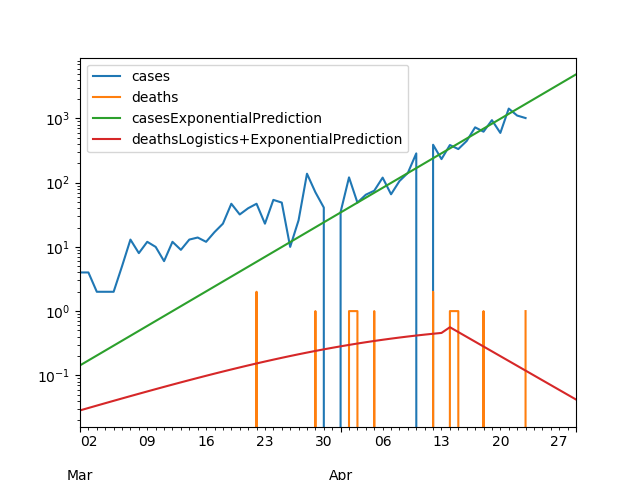 cases
deaths
casesExponentialPrediction
deathsLogistics+ExponentialPrediction
10³
10²
10¹
10⁰
10⁻¹
02 09 16 23 30 06 13 20 27
Mar Apr